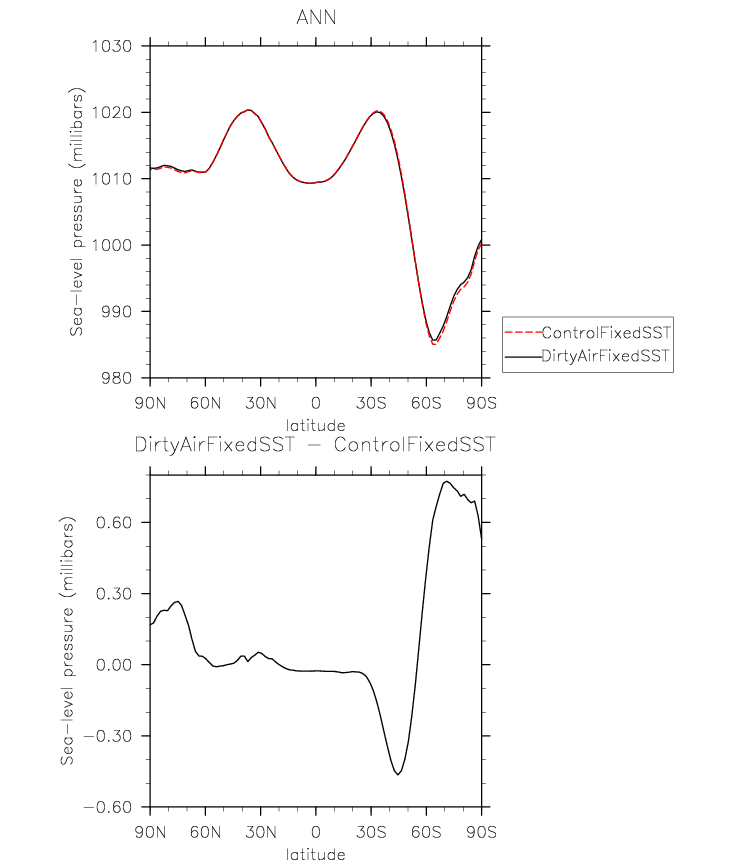 ANN
Sea-level pressure (millibars)
1030
1020
1010
1000
990
980
90N 60N 30N 0 30S 60S 90S
latitude
ControlFixedSST
DirtyAirFixedSST
DirtyAirFixedSST - ControlFixedSST
Sea-level pressure (millibars)
0.60
0.30
0.00
-0.30
-0.60
90N 60N 30N 0 30S 60S 90S
latitude